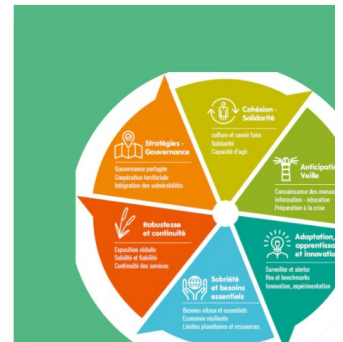 Cohésion -
Solidarité
culture et savoir faire
Solidarité
Capacité d'agir
Anticipatio
Veille
Connaissance des menac
information - éducation
Préparation à la crise
Adaptation,
apprentissa
et innovatio
Surveiller et alerter
Rex et benchmarks
Innovation, expérimentation
Sobriété
et besoins
essentiels
Besoins vitaux et essentiels
Economie résiliente
Limites planétaires et ressources
Robustesse
et continuité
Exposition réduite
Solidité et fiabilité
Continuité des services
Stratégies -
Gouvernance
Gouvernance partagée
Coopération territoriale
Intégration des vulnérabilités